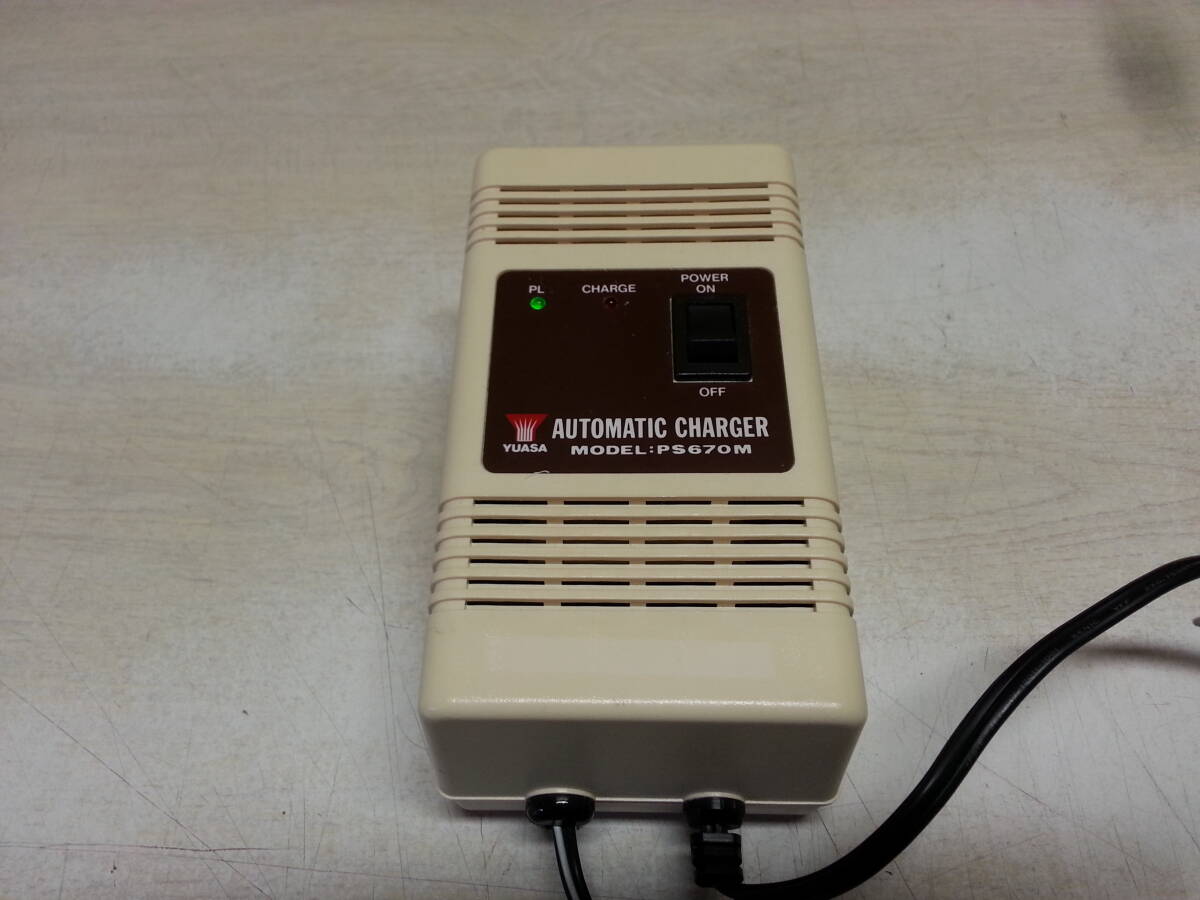 PL
CHARGE
POWER
ON
OFF
YUASA
AUTOMATIC CHARGER
MODEL:PS670M